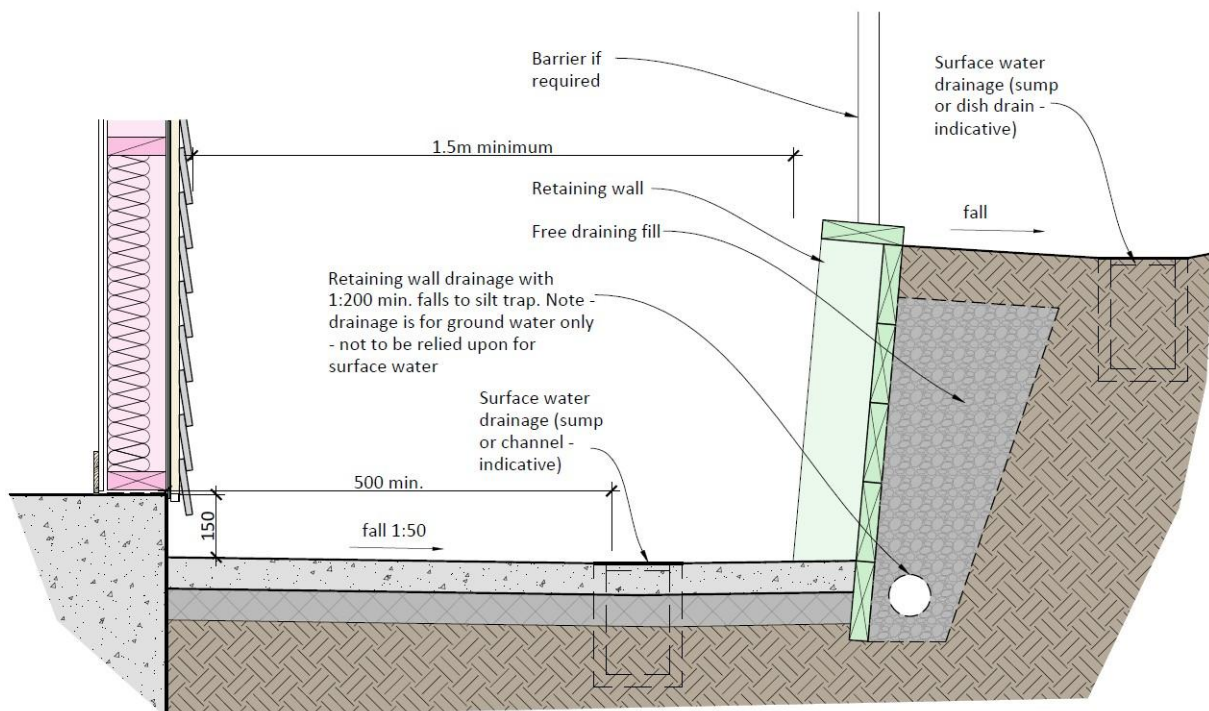 Barrier if
required
Surface water
drainage (sump
or dish drain -
indicative)
1.5m minimum
Retaining wall
fall
Free draining fill
Retaining wall drainage with
1:200 min. falls to silt trap. Note -
drainage is for ground water only
- not to be relied upon for
surface water
Surface water
drainage (sump
or channel -
indicative)
500 min.
150
fall 1:50